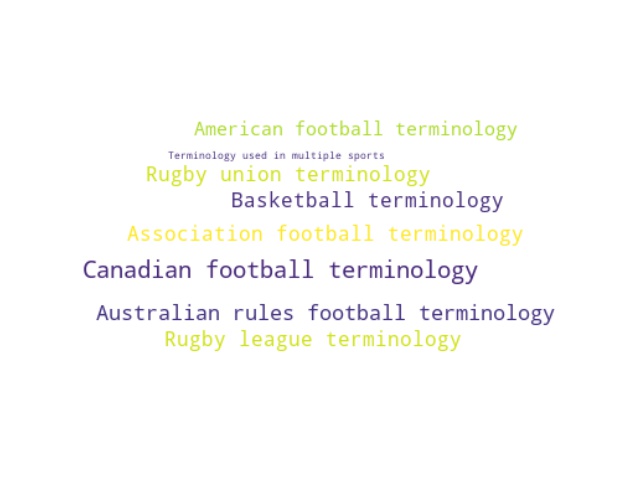 American football terminology
Terminology used in multiple sports
Rugby union terminology
Basketball terminology
Association football terminology
Canadian football terminology
Australian rules football terminology
Rugby league terminology